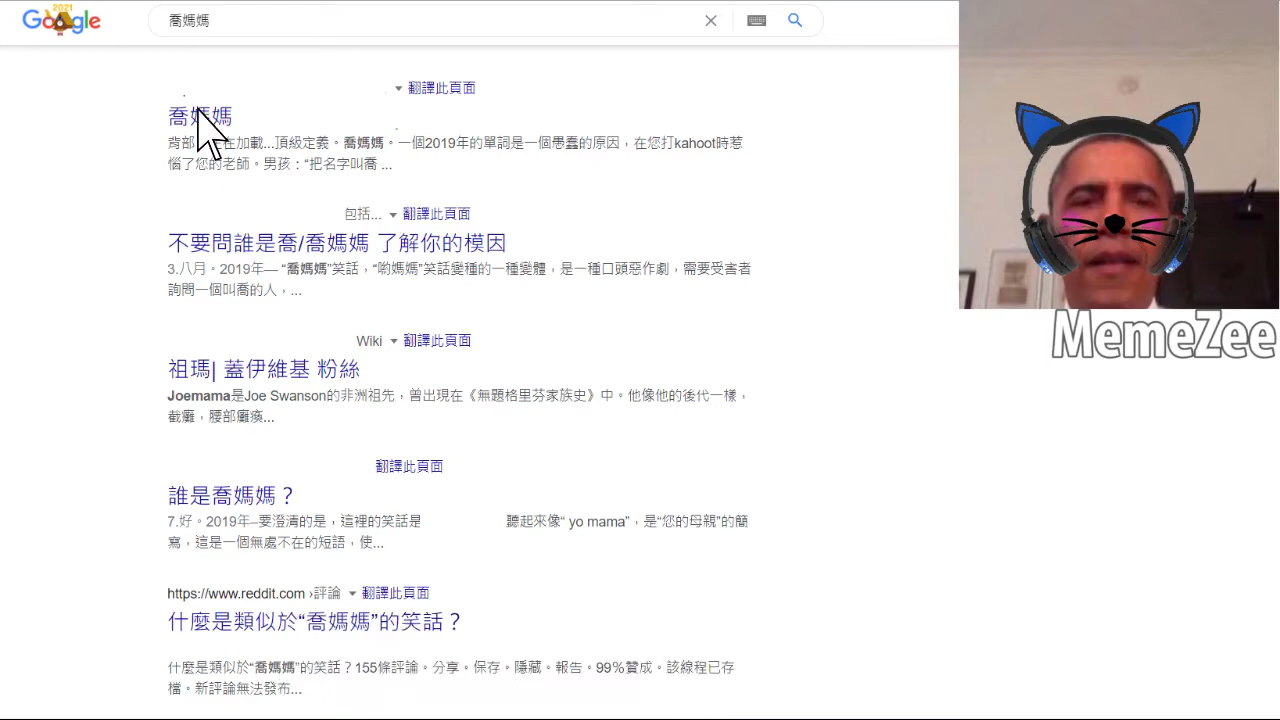 2021
Google
喬媽媽
翻譯此頁面
喬媽媽
背部 在加載...頂級定義。喬媽媽。一個2019年的單詞是一個愚蠢的原因，在您打kahoot時惹
惱了您的老師。男孩：“把名字叫喬 ...
包括... 翻譯此頁面
不要問誰是喬/喬媽媽 了解你的模因
3.八月。2019年— “喬媽媽”笑話，“喲媽媽”笑話變種的一種變體，是一種口頭惡作劇，需要受害者
詢問一個叫喬的人，...
Wiki 翻譯此頁面
祖瑪| 蓋伊維基 粉絲
Joemama是Joe Swanson的非洲祖先，曾出現在《無題格里芬家族史》中。他像他的後代一樣，
截癱，腰部癱瘓...
翻譯此頁面
誰是喬媽媽？
7.好。2019年–要澄清的是，這裡的笑話是 聽起來像“ yo mama”，是“您的母親”的簡
寫，這是一個無處不在的短語，使...
https://www.reddit.com ›評論 翻譯此頁面
什麼是類似於“喬媽媽”的笑話？
什麼是類似於“喬媽媽”的笑話？155條評論。分享。保存。隱藏。報告。99％贊成。該線程已存
檔。新評論無法發布...
MemeZee